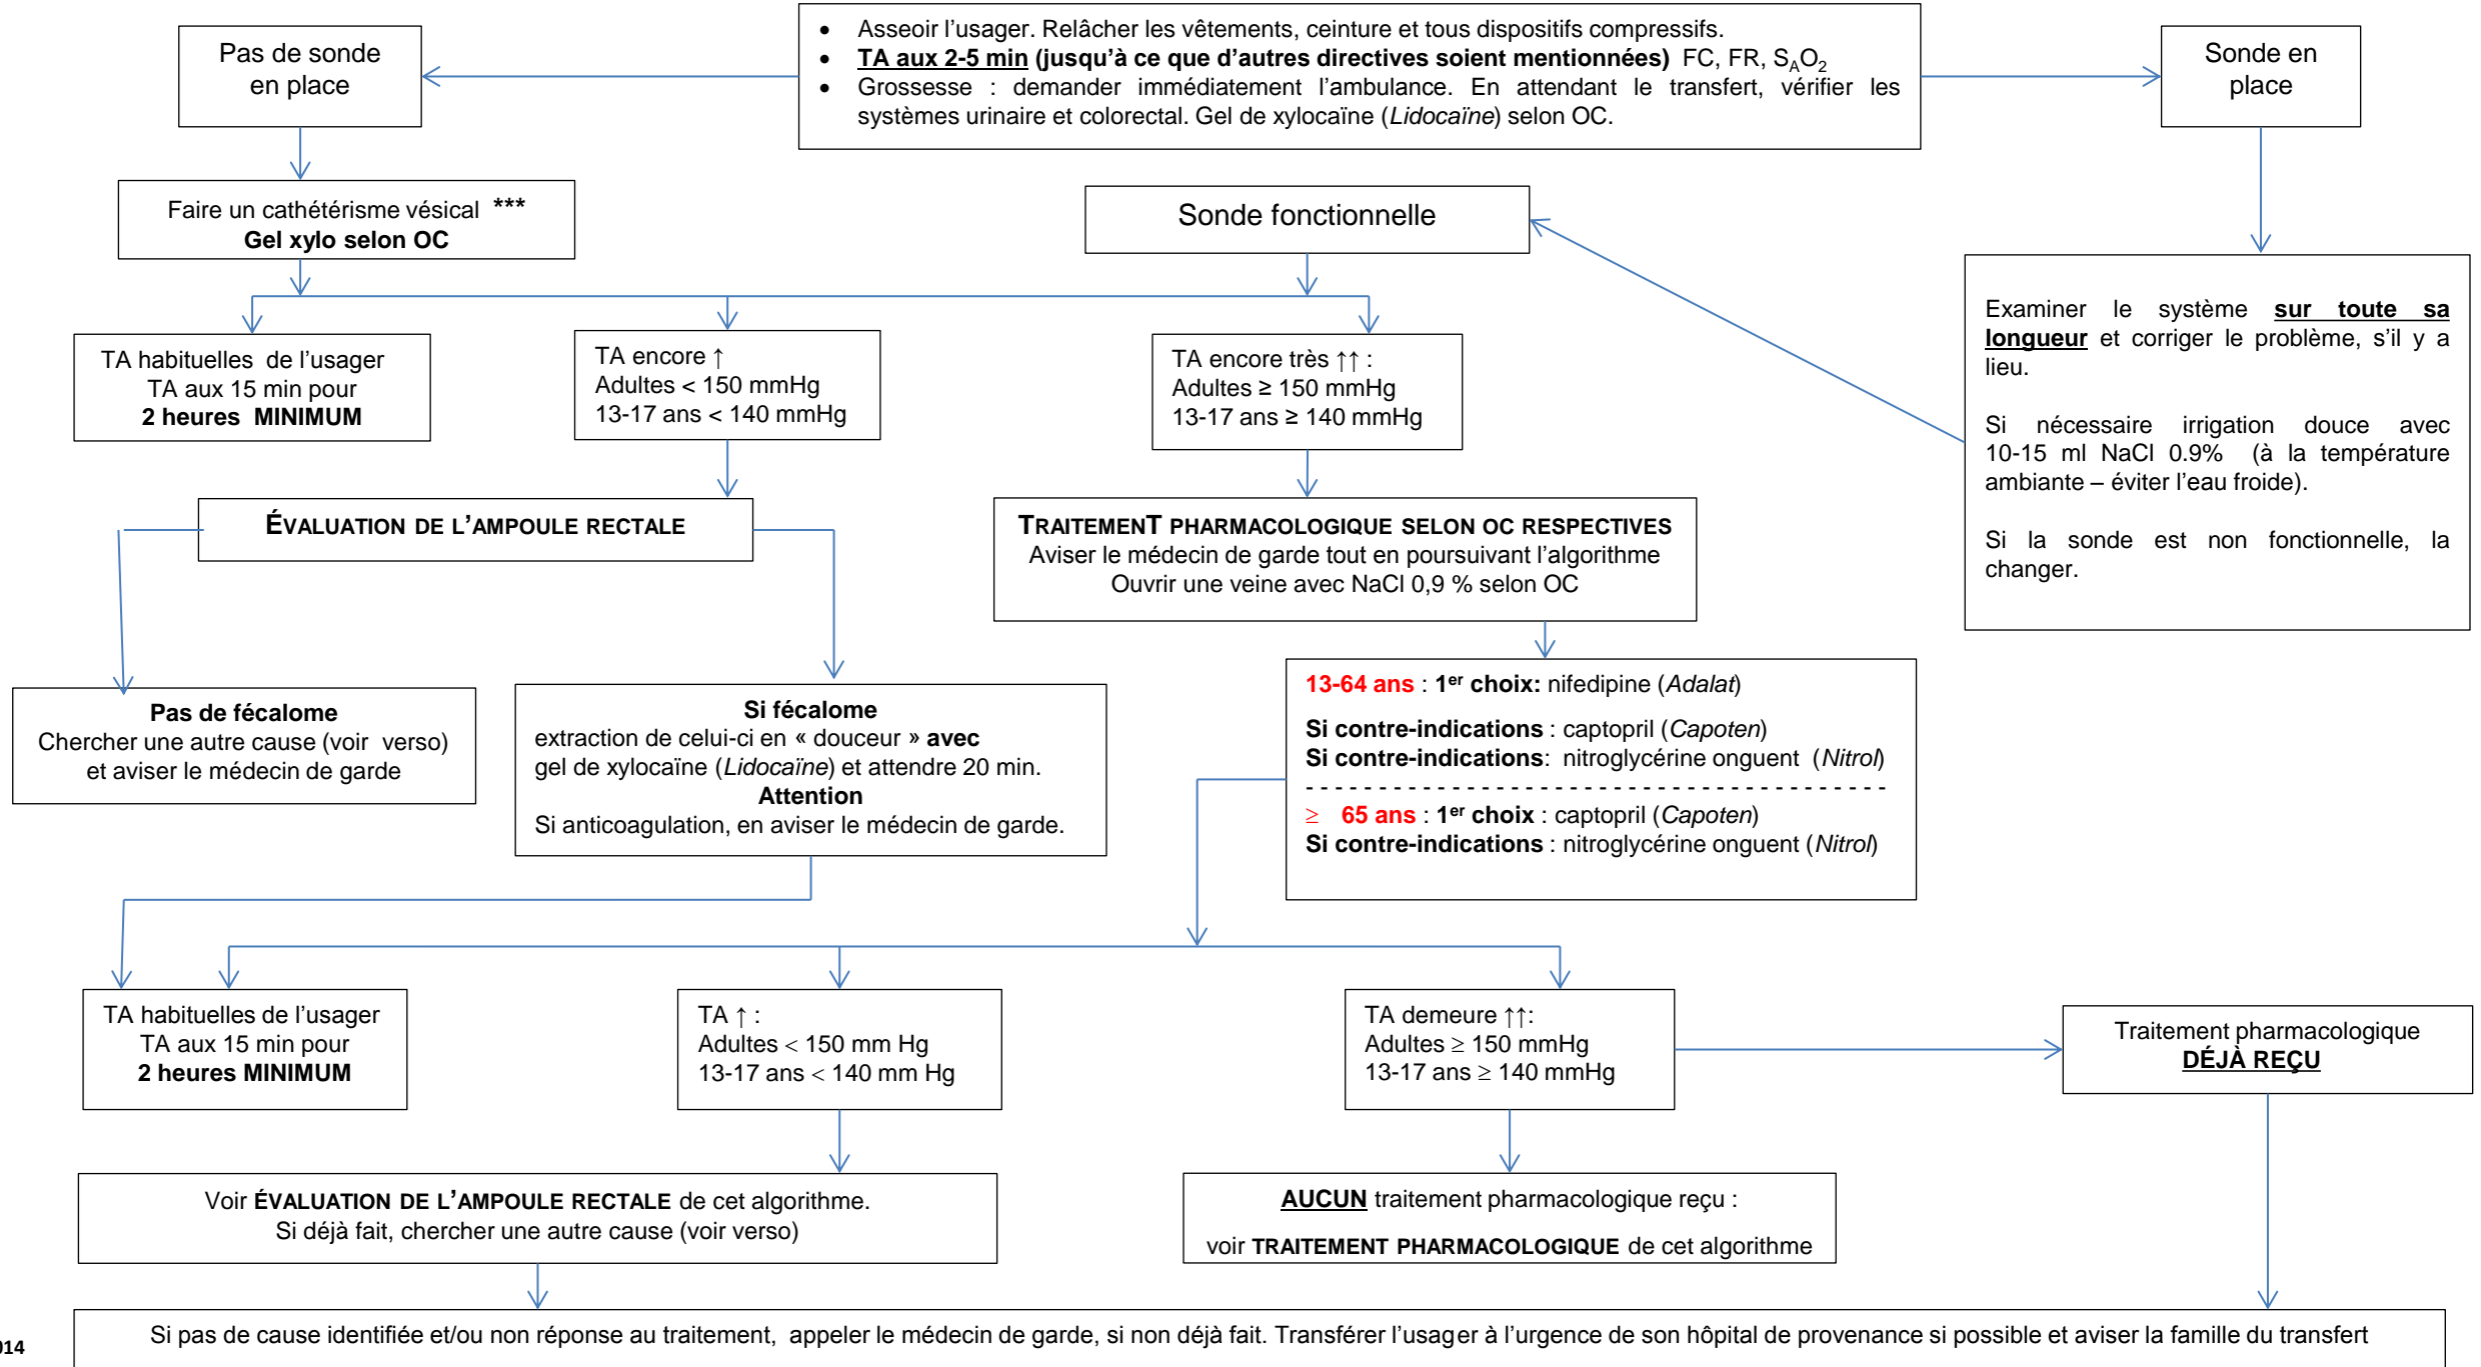 • Asseoir l’usager. Relâcher les vêtements, ceinture et tous dispositifs compressifs.
• TA aux 2-5 min (jusqu’à ce que d’autres directives soient mentionnées) FC, FR, SAO2
• Grossesse : demander immédiatement l’ambulance. En attendant le transfert, vérifier les
systèmes urinaire et colorectal. Gel de xylocaïne (Lidocaïne) selon OC.
Pas de sonde
en place
Sonde en
place
Faire un cathétérisme vésical ***
Gel xylo selon OC
Sonde fonctionnelle
Examiner le système sur toute sa
longueur et corriger le problème, s’il y a
lieu.
Si nécessaire irrigation douce avec
10-15 ml NaCl 0.9% (à la température
ambiante – éviter l’eau froide).
Si la sonde est non fonctionnelle, la
changer.
TA habituelles de l’usager
TA aux 15 min pour
2 heures MINIMUM
TA encore ↑
Adultes < 150 mmHg
13-17 ans < 140 mmHg
TA encore très ↑↑ :
Adultes ≥ 150 mmHg
13-17 ans ≥ 140 mmHg
ÉVALUATION DE L’AMPOULE RECTALE
TRAITEMENT PHARMACOLOGIQUE SELON OC RESPECTIVES
Aviser le médecin de garde tout en poursuivant l’algorithme
Ouvrir une veine avec NaCl 0,9 % selon OC
Pas de fécalome
Chercher une autre cause (voir verso)
et aviser le médecin de garde
Si fécalome
extraction de celui-ci en « douceur » avec
gel de xylocaïne (Lidocaïne) et attendre 20 min.
Attention
Si anticoagulation, en aviser le médecin de garde.
13-64 ans : 1er choix: nifedipine (Adalat)
Si contre-indications : captopril (Capoten)
Si contre-indications: nitroglycérine onguent (Nitrol)
- - - - - - - - - - - - - - - - - - - - - - - - - - - - - - - - - - - - - - - - - - -
≥ 65 ans : 1er choix : captopril (Capoten)
Si contre-indications : nitroglycérine onguent (Nitrol)
TA habituelles de l’usager
TA aux 15 min pour
2 heures MINIMUM
TA ↑ :
Adultes < 150 mm Hg
13-17 ans < 140 mm Hg
TA demeure ↑↑:
Adultes ≥ 150 mmHg
13-17 ans ≥ 140 mmHg
Traitement pharmacologique
DÉJÀ REÇU
Voir ÉVALUATION DE L’AMPOULE RECTALE de cet algorithme.
Si déjà fait, chercher une autre cause (voir verso)
AUCUN traitement pharmacologique reçu :
voir TRAITEMENT PHARMACOLOGIQUE de cet algorithme
Si pas de cause identifiée et/ou non réponse au traitement, appeler le médecin de garde, si non déjà fait. Transférer l’usager à l’urgence de son hôpital de provenance si possible et aviser la famille du transfert